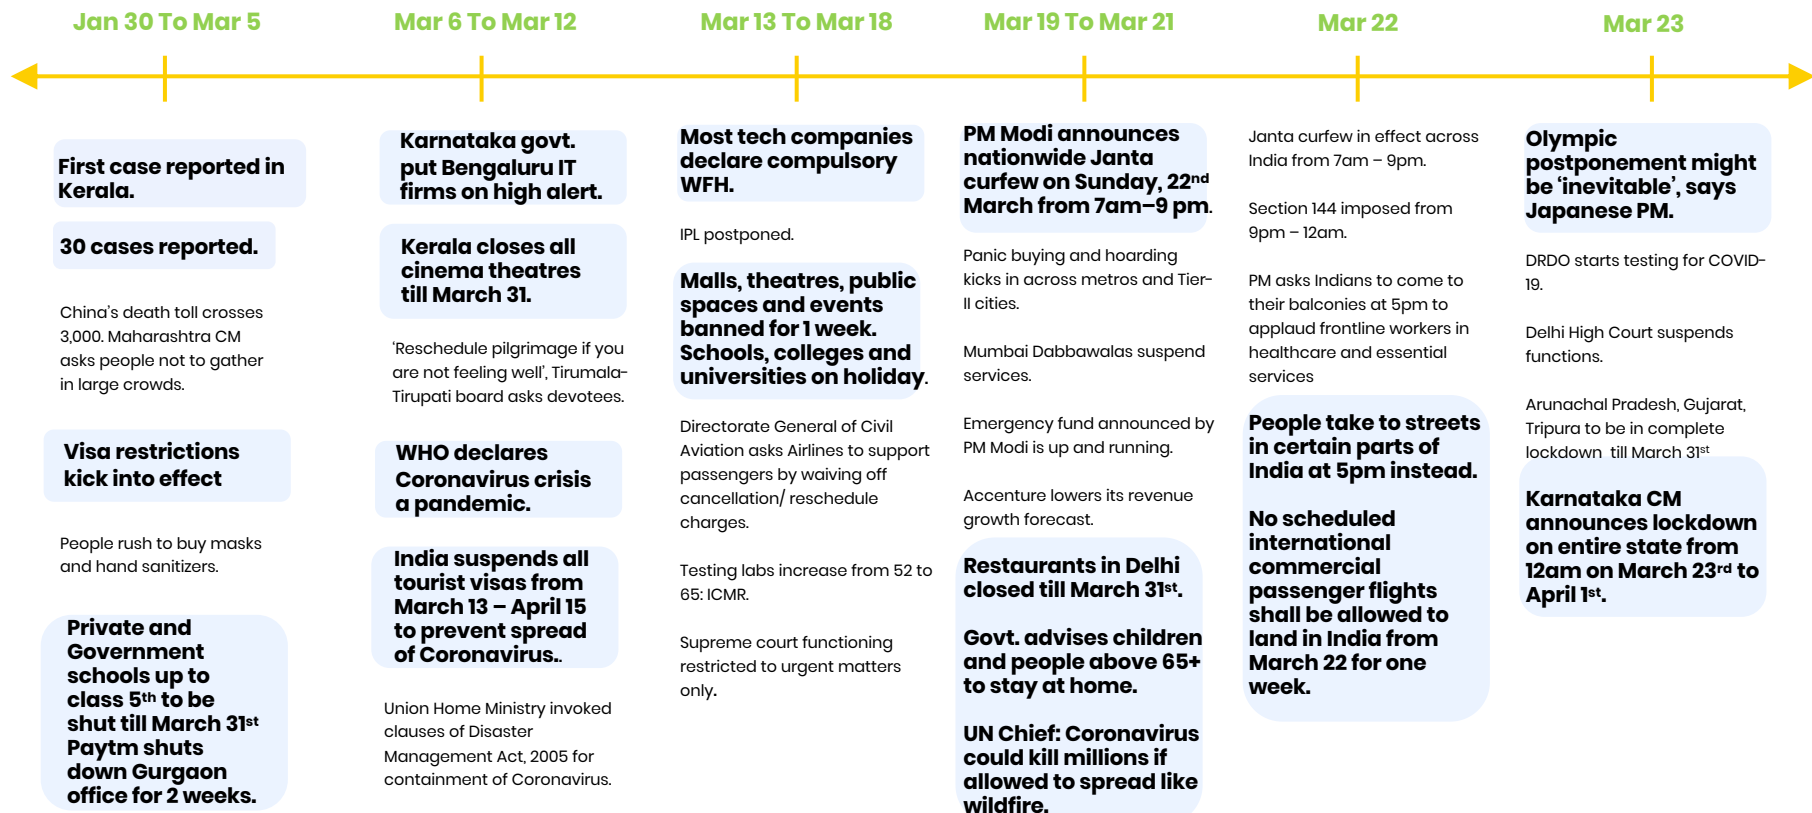 Jan 30 To Mar 5
Mar 6 To Mar 12
Mar 13 To Mar 18
Mar 19 To Mar 21
Mar 22
Mar 23
First case reported in
Kerala.
30 cases reported.
China's death toll crosses
3,000. Maharashtra CM
asks people not to gather
in large crowds.
Visa restrictions
kick into effect
People rush to buy masks
and hand sanitizers.
Private and
Government
schools up to
class 5th to be
shut till March 31st
Paytm shuts
down Gurgaon
office for 2 weeks.
Karnataka govt.
put Bengaluru IT
firms on high alert.
Kerala closes all
cinema theatres
till March 31.
‘Reschedule pilgrimage if you
are not feeling well’, Tirumala-
Tirupati board asks devotees.
WHO declares
Coronavirus crisis
a pandemic.
India suspends all
tourist visas from
March 13 – April 15
to prevent spread
of Coronavirus..
Union Home Ministry invoked
clauses of Disaster
Management Act, 2005 for
containment of Coronavirus.
Most tech companies
declare compulsory
WFH.
IPL postponed.
Malls, theatres, public
spaces and events
banned for 1 week.
Schools, colleges and
universities on holiday.
Directorate General of Civil
Aviation asks Airlines to support
passengers by waiving off
cancellation/ reschedule
charges.
Testing labs increase from 52 to
65: ICMR.
Supreme court functioning
restricted to urgent matters
only.
PM Modi announces
nationwide Janta
curfew on Sunday, 22nd
March from 7am–9 pm.
Panic buying and hoarding
kicks in across metros and Tier-
II cities.
Mumbai Dabbawalas suspend
services.
Emergency fund announced by
PM Modi is up and running.
Accenture lowers its revenue
growth forecast.
Restaurants in Delhi
closed till March 31st.
Govt. advises children
and people above 65+
to stay at home.
UN Chief: Coronavirus
could kill millions if
allowed to spread like
wildfire.
Janta curfew in effect across
India from 7am – 9pm.
Section 144 imposed from
9pm – 12am.
PM asks Indians to come to
their balconies at 5pm to
applaud frontline workers in
healthcare and essential
services
People take to streets
in certain parts of
India at 5pm instead.
No scheduled
international
commercial
passenger flights
shall be allowed to
land in India from
March 22 for one
week.
Olympic
postponement might
be ‘inevitable’, says
Japanese PM.
DRDO starts testing for COVID-
19.
Delhi High Court suspends
functions.
Arunachal Pradesh, Gujarat,
Tripura to be in complete
lockdown till March 31st
Karnataka CM
announces lockdown
on entire state from
12am on March 23rd to
April 1st.